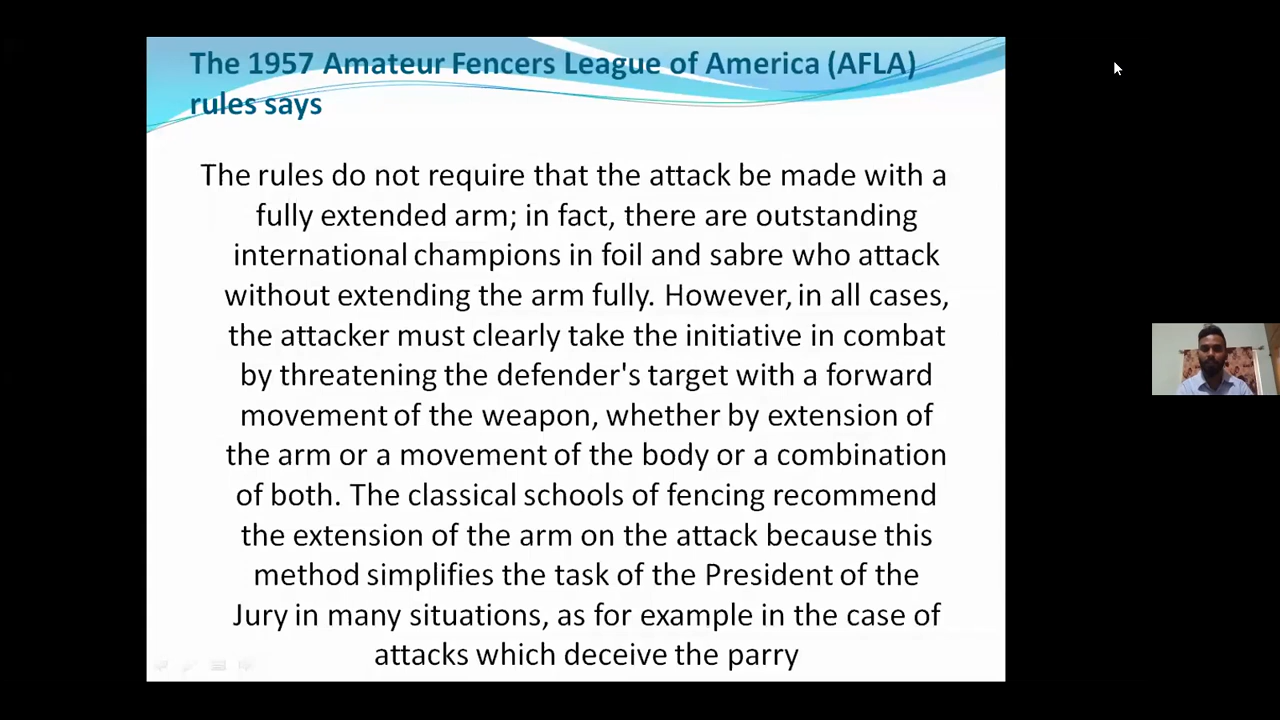 The 1957 Amateur Fencers League of America (AFLA)
rules says
The rules do not require that the attack be made with a
fully extended arm; in fact, there are outstanding
international champions in foil and sabre who attack
without extending the arm fully. However, in all cases,
the attacker must clearly take the initiative in combat
by threatening the defender's target with a forward
movement of the weapon, whether by extension of
the arm or a movement of the body or a combination
of both. The classical schools of fencing recommend
the extension of the arm on the attack because this
method simplifies the task of the President of the
Jury in many situations, as for example in the case of
attacks which deceive the parry